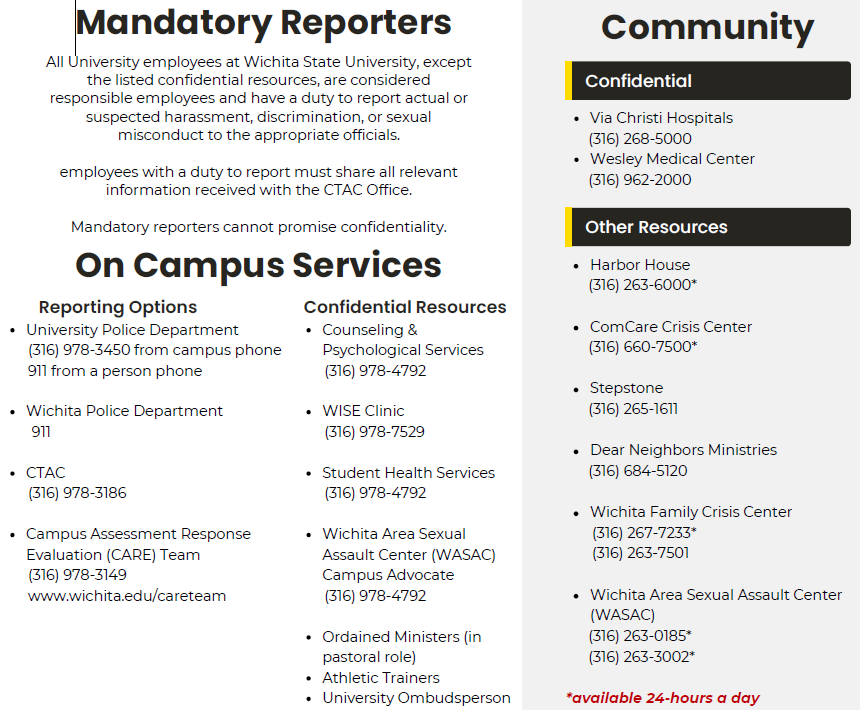 Mandatory Reporters
All University employees at Wichita State University, except
the listed confidential resources, are considered
responsible employees and have a duty to report actual or
suspected harassment, discrimination, or sexual
misconduct to the appropriate officials.
employees with a duty to report must share all relevant
information received with the CTAC Office.
Mandatory reporters cannot promise confidentiality.
On Campus Services
Reporting Options
• University Police Department
(316) 978-3450 from campus phone
911 from a person phone
• Wichita Police Department
911
• CTAC
(316) 978-3186
• Campus Assessment Response
Evaluation (CARE) Team
(316) 978-3149
www.wichita.edu/careteam
Confidential Resources
• Counseling &
Psychological Services
(316) 978-4792
• WISE Clinic
(316) 978-7529
• Student Health Services
(316) 978-4792
• Wichita Area Sexual
Assault Center (WASAC)
Campus Advocate
(316) 978-4792
• Ordained Ministers (in
pastoral role)
• Athletic Trainers
• University Ombudsperson
Community
Confidential
• Via Christi Hospitals
(316) 268-5000
• Wesley Medical Center
(316) 962-2000
Other Resources
• Harbor House
(316) 263-6000*
• ComCare Crisis Center
(316) 660-7500*
• Stepstone
(316) 265-1611
• Dear Neighbors Ministries
(316) 684-5120
• Wichita Family Crisis Center
(316) 267-7233*
(316) 263-7501
• Wichita Area Sexual Assault Center
(WASAC)
(316) 263-0185*
(316) 263-3002*
*available 24-hours a day